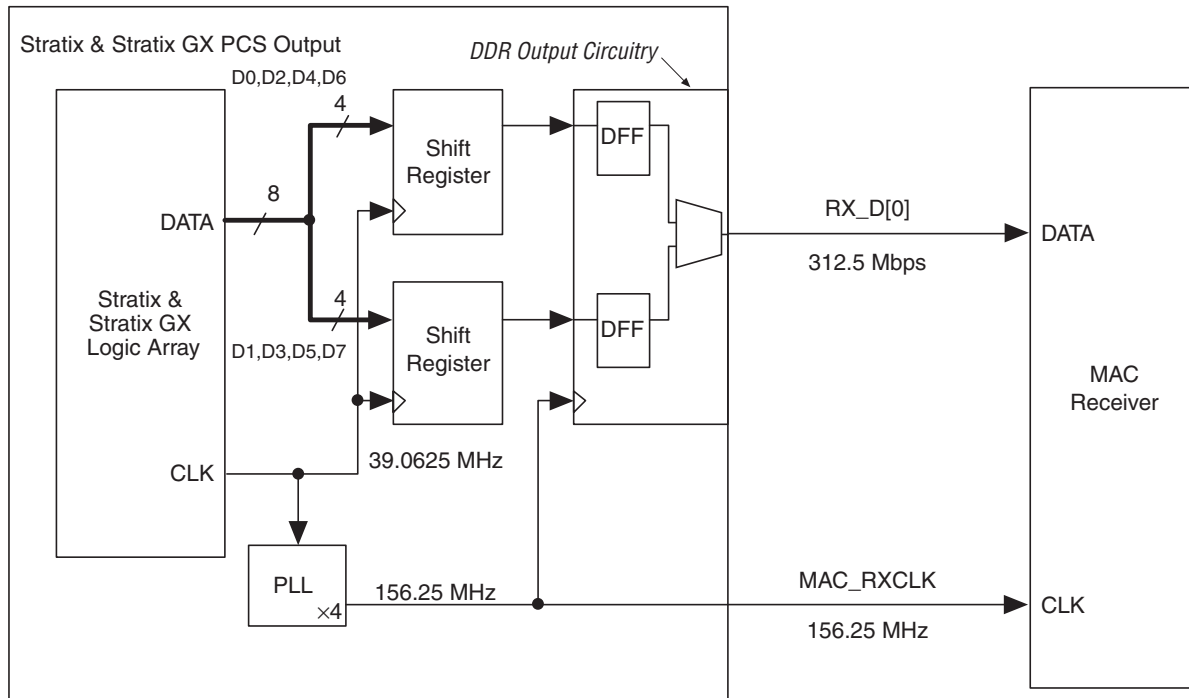 Stratix & Stratix GX PCS Output
DDR Output Circuitry
D0,D2,D4,D6
4
Shift
Register
DFF
8
DATA
RX_D[0]
312.5 Mbps
DATA
Stratix &
Stratix GX
Logic Array
4
D1,D3,D5,D7
Shift
Register
DFF
MAC
Receiver
CLK
39.0625 MHz
PLL
×4
156.25 MHz
MAC_RXCLK
156.25 MHz
CLK